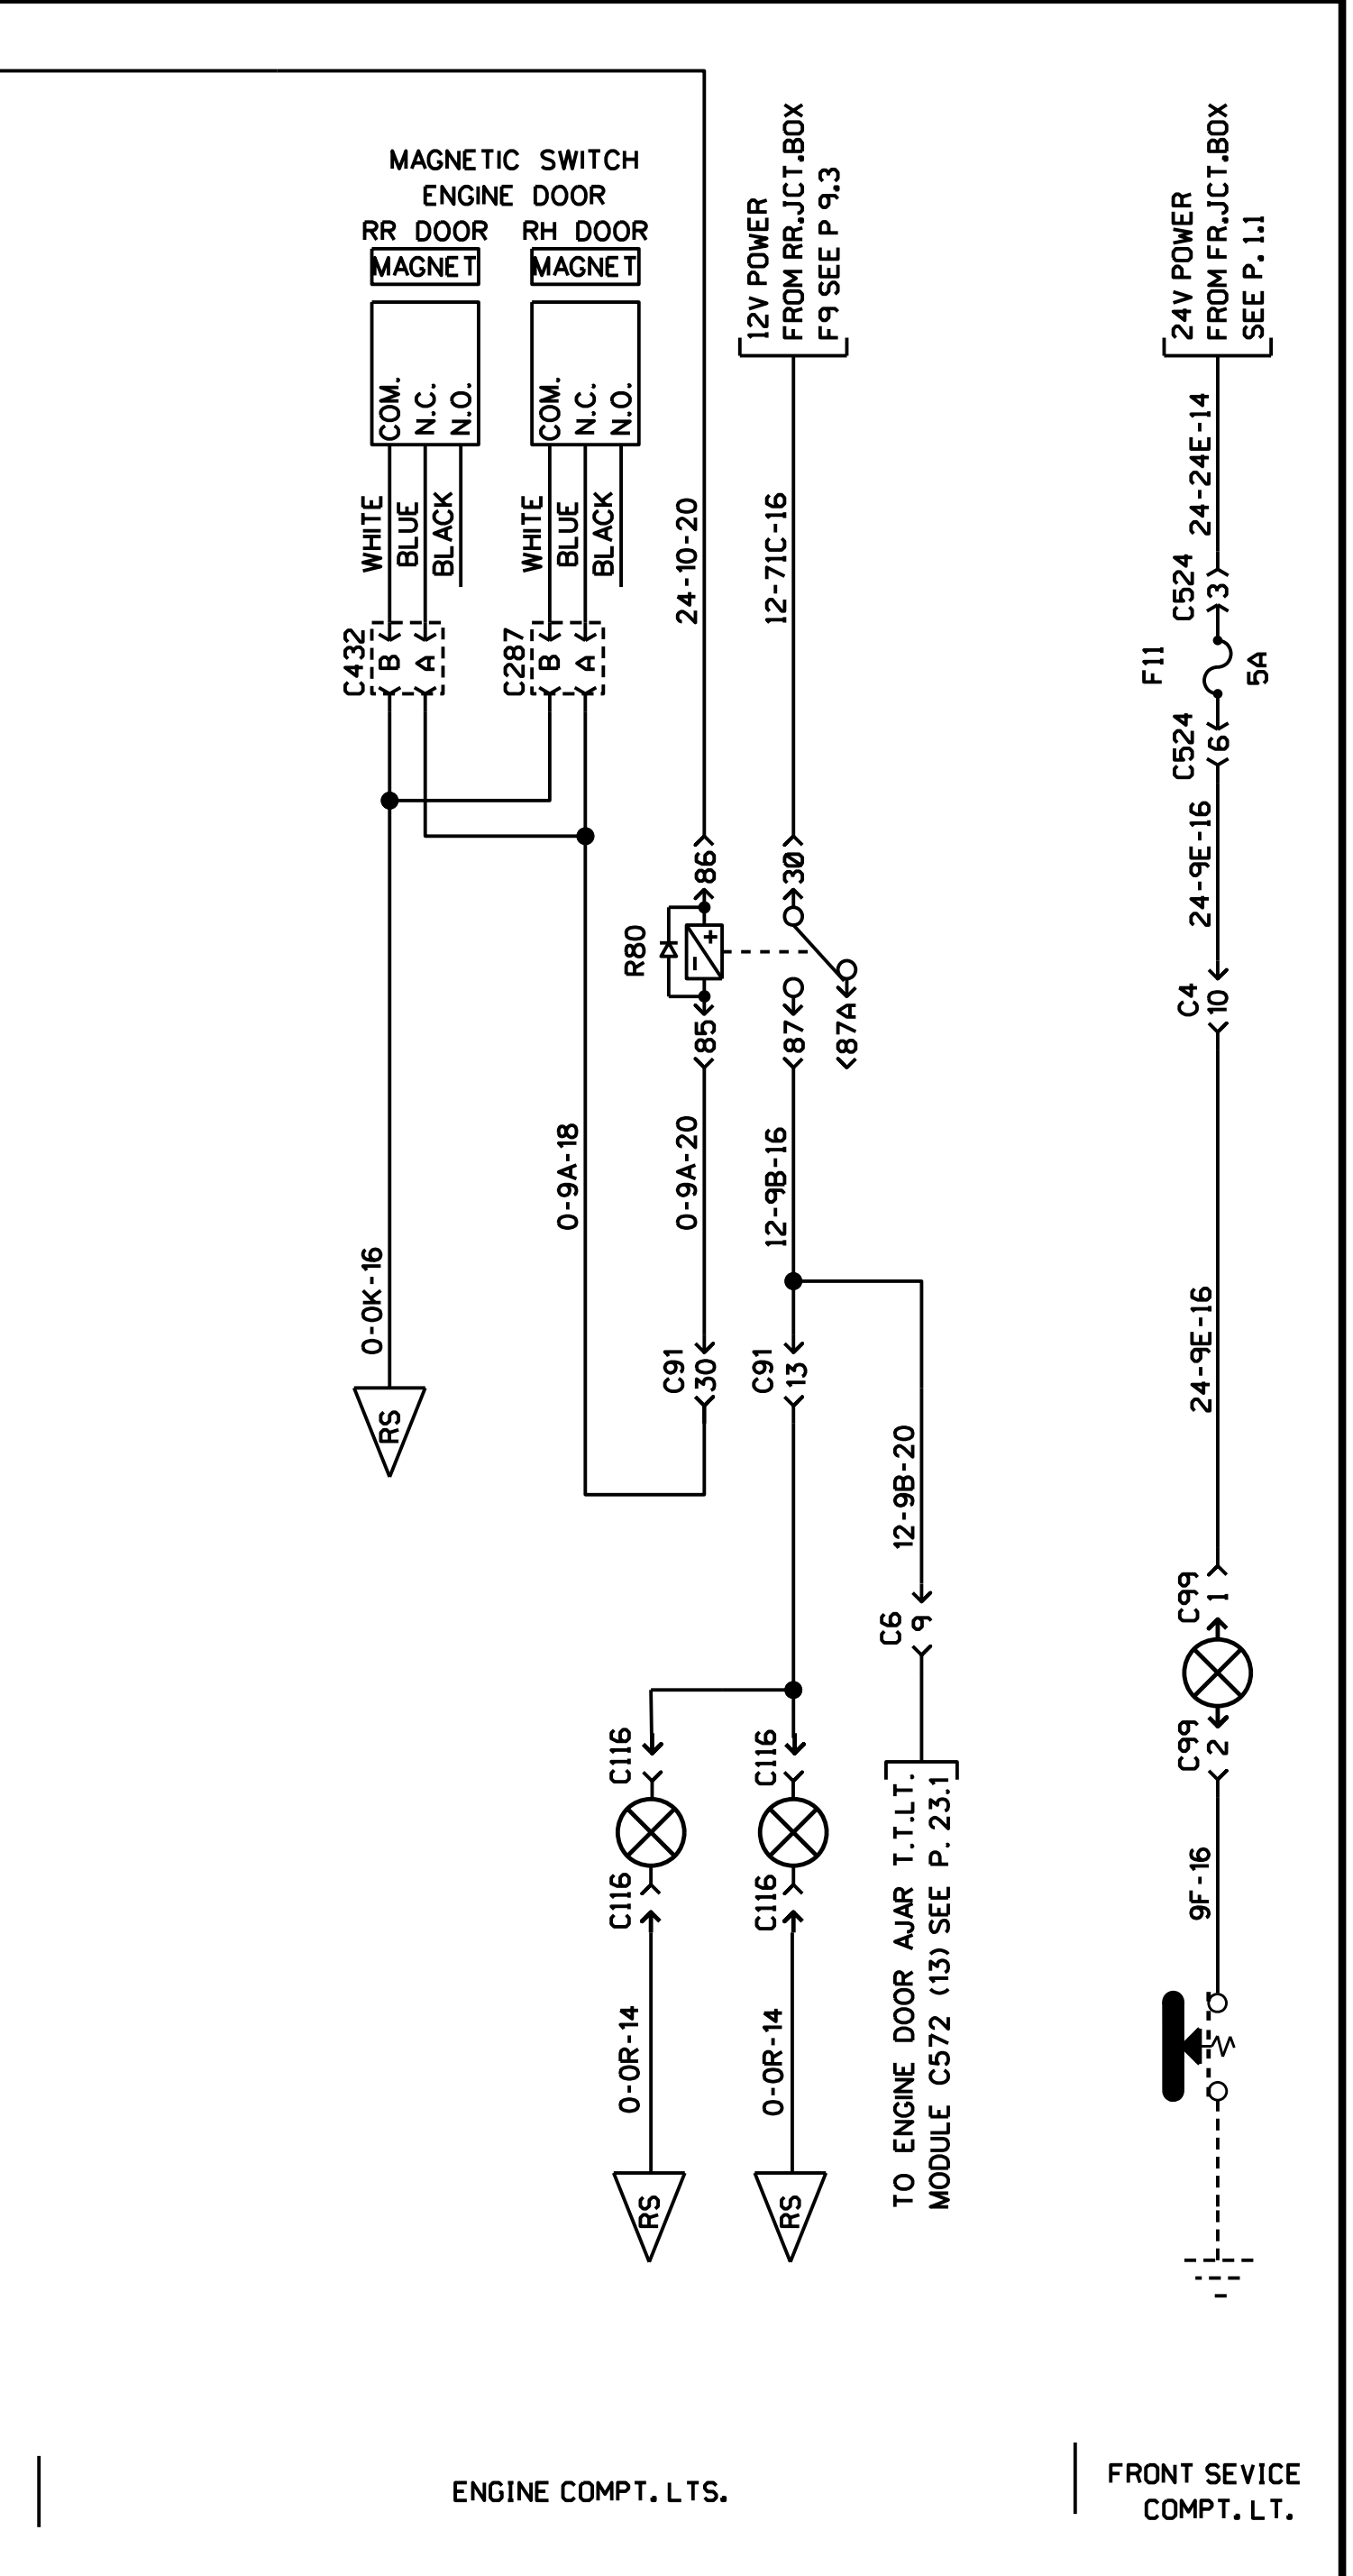 MAGNETIC SWITCH
ENGINE DOOR
RR DOOR
RH DOOR
MAGNET
MAGNET
COM.
N.C.
N.O.
COM.
N.C.
N.O.
WHITE
BLUE
BLACK
WHITE
BLUE
BLACK
C432
B
A
C287
B
A
12V POWER
FROM RR.JCT.BOX
F9 SEE P 9.3
24V POWER
FROM FR.JCT.BOX
SEE P.1.1
24-10-20
12-71C-16
24-24E-14
C524
3
F11
5A
C524
6
24-9E-16
C4
10
86
30
R80
+
-
85
87
87A
0-9A-18
0-9A-20
12-9B-16
0-0K-16
RS
C91
30
C91
13
12-9B-20
C6
9
24-9E-16
C99
1
C99
2
9F-16
C116
C116
C116
C116
0-0R-14
0-0R-14
RS
RS
TO ENGINE DOOR AJAR T.T.LT.
MODULE C572 (13) SEE P. 23.1
ENGINE COMPT. LTS.
FRONT SEVICE
COMPT. LT.